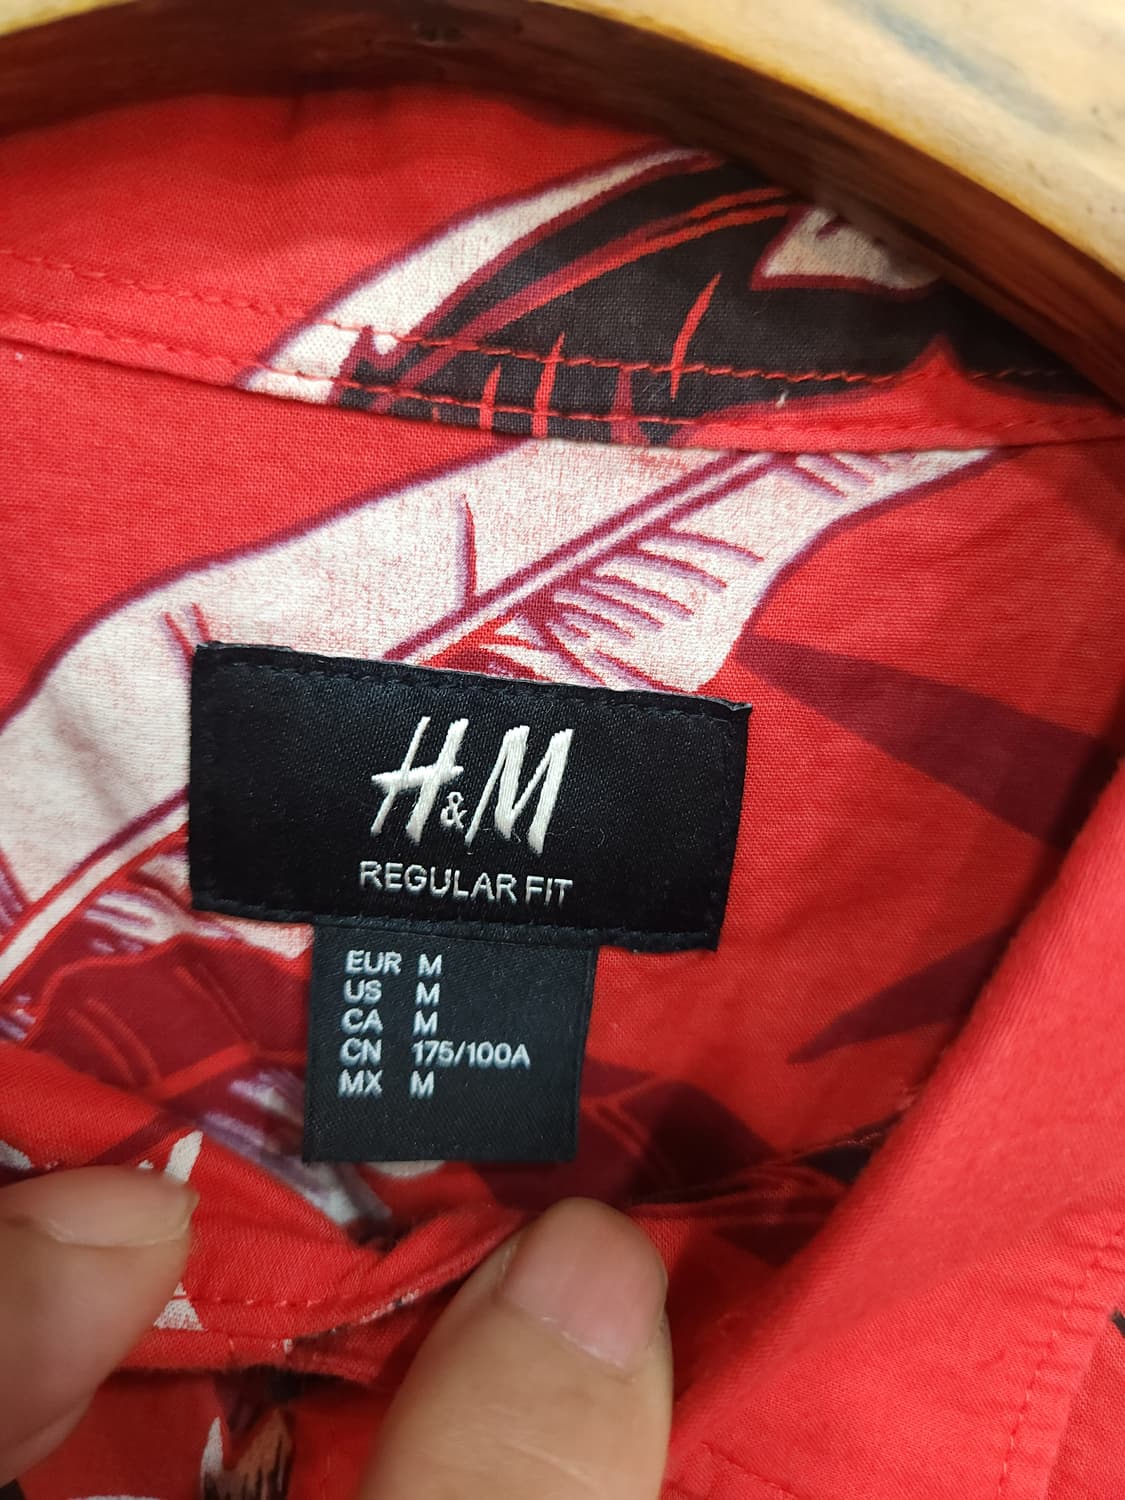 H&M
REGULAR FIT
EUR M
US M
CA M
CN 175/100A
MX M